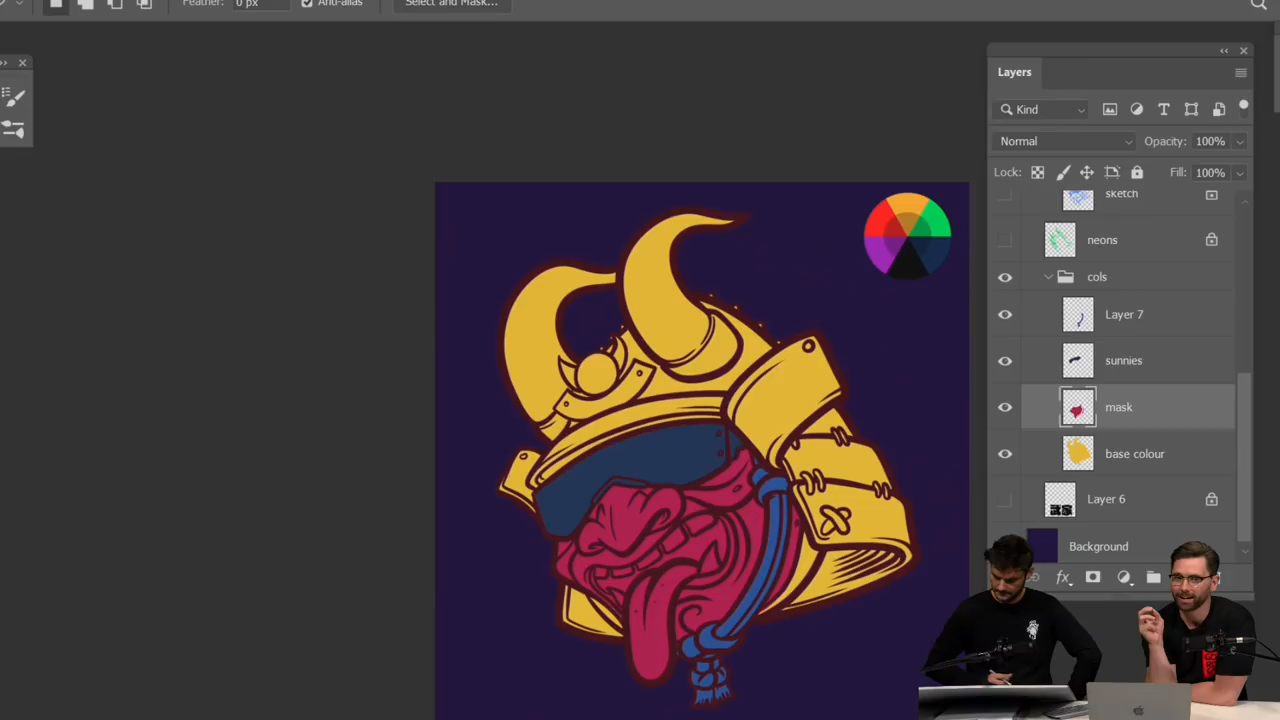 Feather: 0 px Anti-alias Select and Mask...
Layers
Kind
Normal Opacity: 100%
Lock: Fill: 100%
sketch
neons
cols
Layer 7
sunnies
mask
base colour
Layer 6
Background
fx